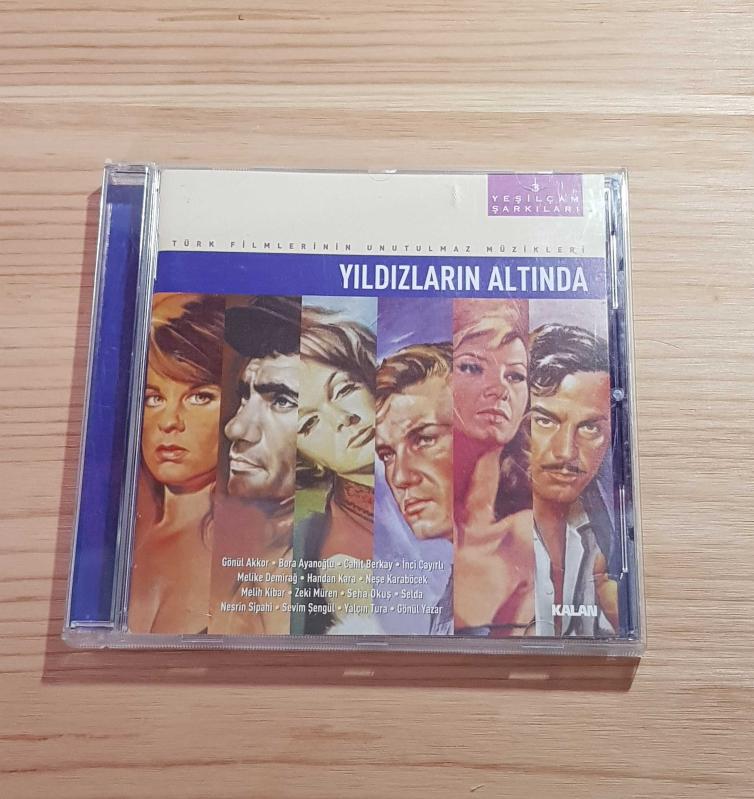 3
YEŞİLÇAM
ŞARKILARI
TÜRK FİLMLERİNİN UNUTULMAZ MÜZİKLERİ
YILDIZLARIN ALTINDA
Gönül Akkor • Bora Ayanoğlu • Cahit Berkay • İnci Çayırlı
Melike Demirağ • Handan Kara • Neşe Karaböcek
Melih Kibar • Zeki Müren • Seha Okuş • Selda
Nesrin Sipahi • Sevim Şengül • Yalçın Tura • Gönül Yazar
KALAN